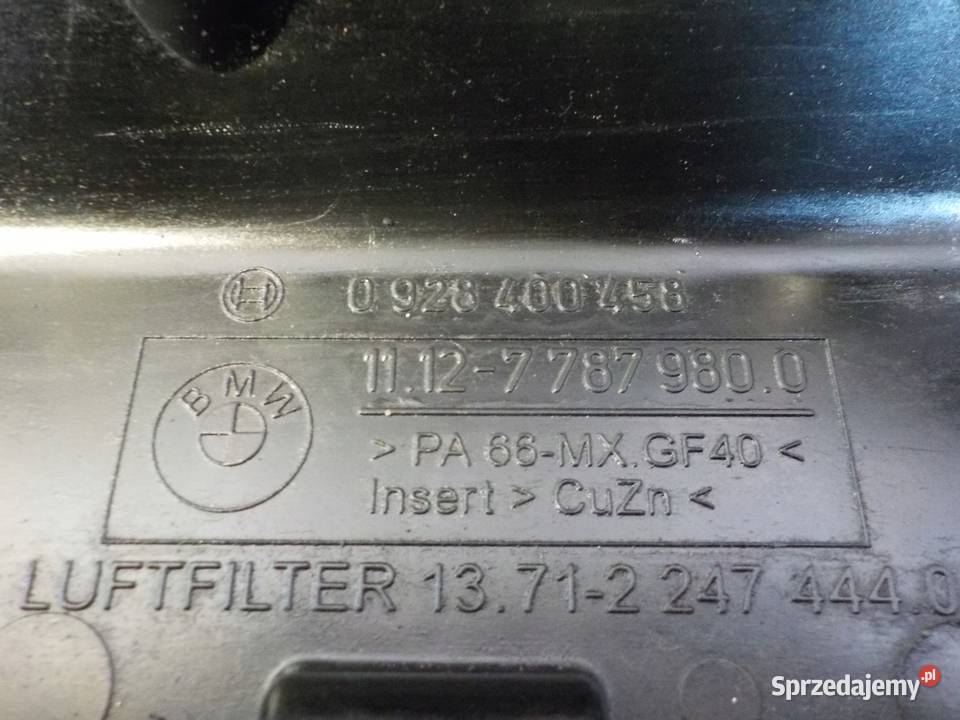 0 928 400 458
11.12-7 787 980.0
BMW
> PA 66-MX.GF40 <
Insert > CuZn <
LUFTFILTER 13.71-2 247 444.0
Sprzedajemy.pl